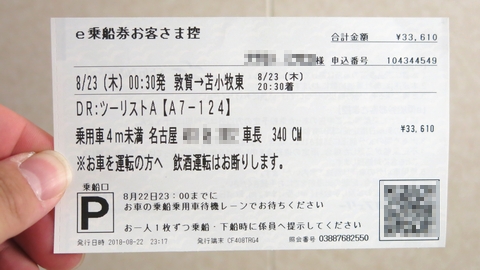 e乗船券お客さま控
合計金額 ¥33,610
様 申込番号 104344549
8/23 (木) 00:30発 敦賀→苫小牧東 8/23 (木) 20:30着
DR:ツーリストA【A7-124】
乗用車4m未満 名古屋 車長 340 CM ¥33,610
※お車を運転の方へ 飲酒運転はお断りします。
乗船口
P
8月22日23:00までに
お車の乗船乗用車待機レーンでお待ちください
お一人1枚ずつ乗船・下船時に係員へ提示してください
発行日時 2018-08-22 23:17 発行端末 CF408TRG4 照会番号 03887682550